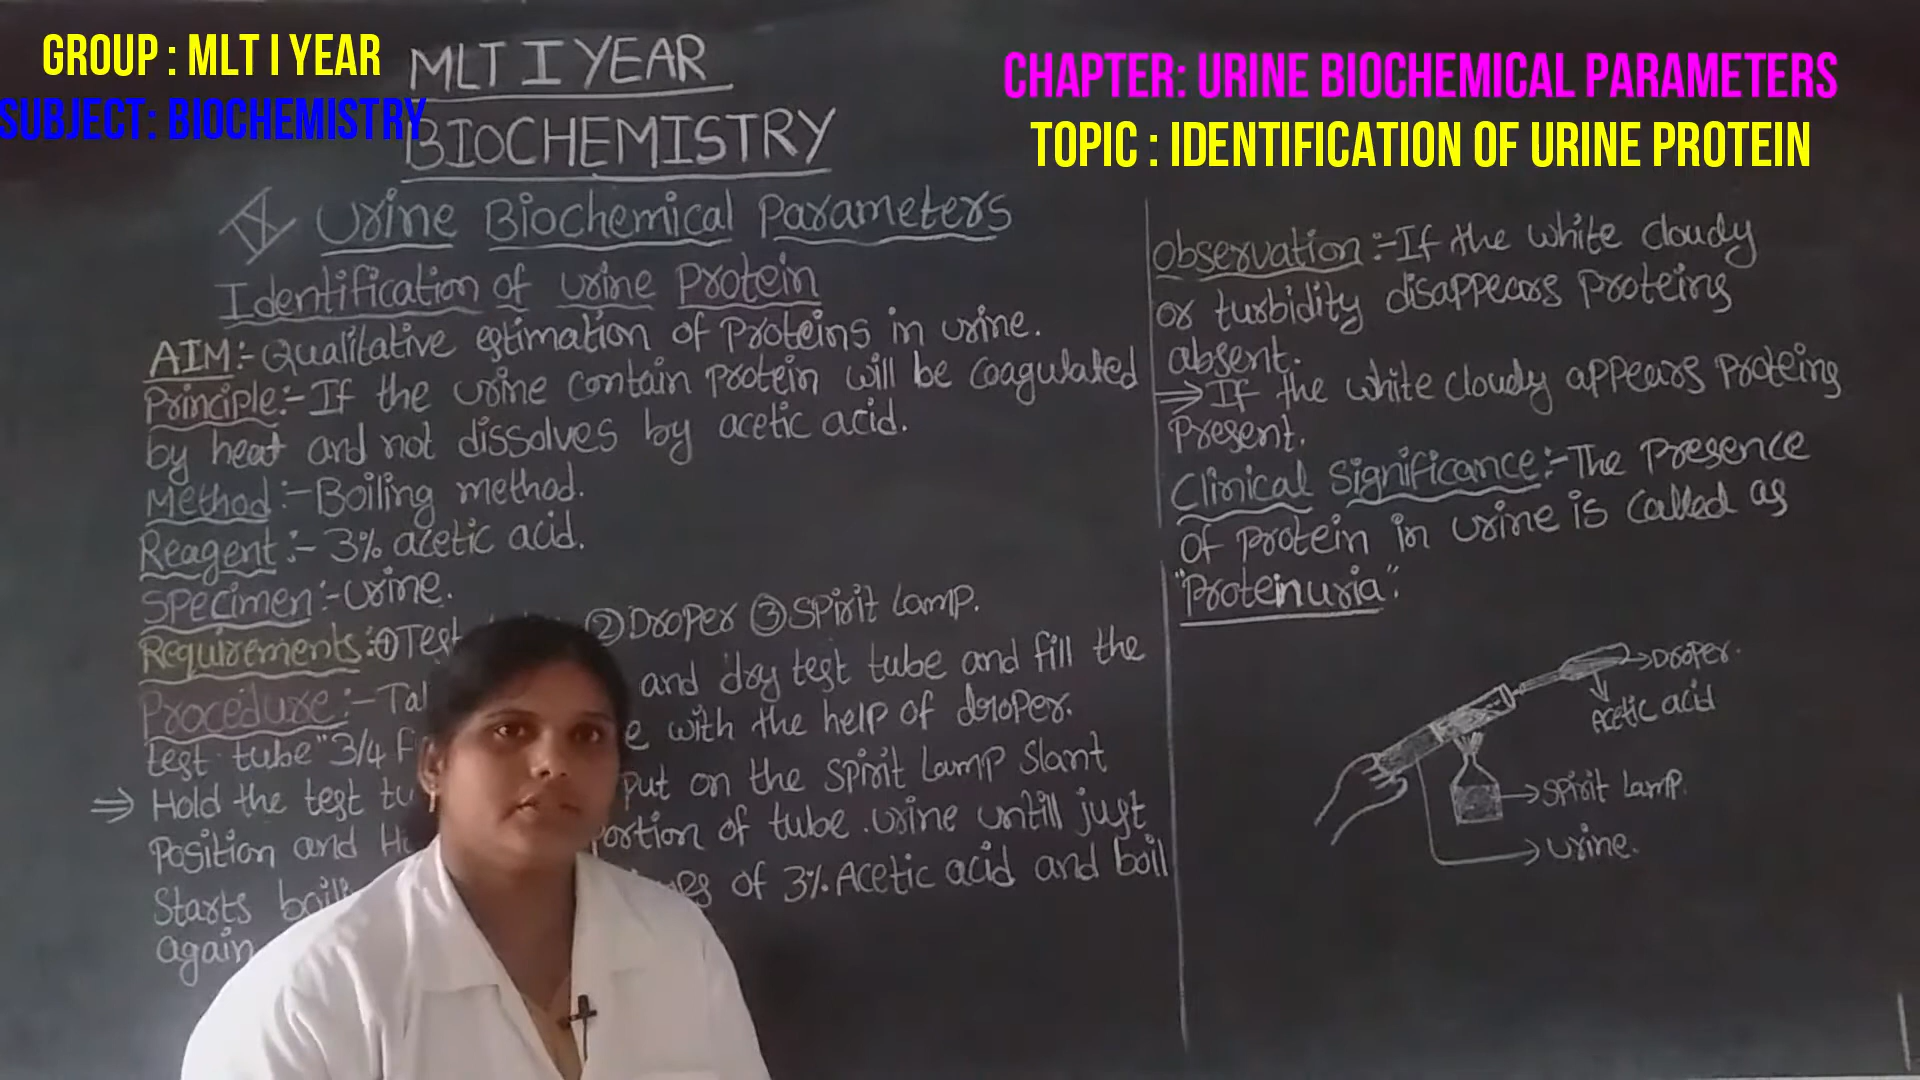 GROUP : MLT I YEAR
SUBJECT: BIOCHEMISTRY
CHAPTER: URINE BIOCHEMICAL PARAMETERS
TOPIC : IDENTIFICATION OF URINE PROTEIN
MLT I YEAR
BIOCHEMISTRY
Urine Biochemical Parameters
Identification of urine Protein
AIM:- Qualitative estimation of Proteins in urine.
Principle:- If the urine contain Protein will be coagulated
by heat and not dissolves by acetic acid.
Method:- Boiling method.
Reagent:- 3% acetic acid.
Specimen:- urine.
Requirements:- ① Test ② Droper ③ Spirit Lamp.
Procedure:- and dry test tube and fill the
test tube "3/4 with the help of droper.
⇒ Hold the test put on the Spirit Lamp Slant
Position and portion of tube. urine untill just
Starts of 3% Acetic acid and boil
again
Observation:- If the white cloudy
or turbidity disappears Proteins
absent.
⇒ If the white cloudy appears Proteins
Present.
Clinical Significance:- The Presence
Of Protein in urine is called as
"Proteinuria".
Droper.
Acetic acid
Spirit Lamp.
urine.